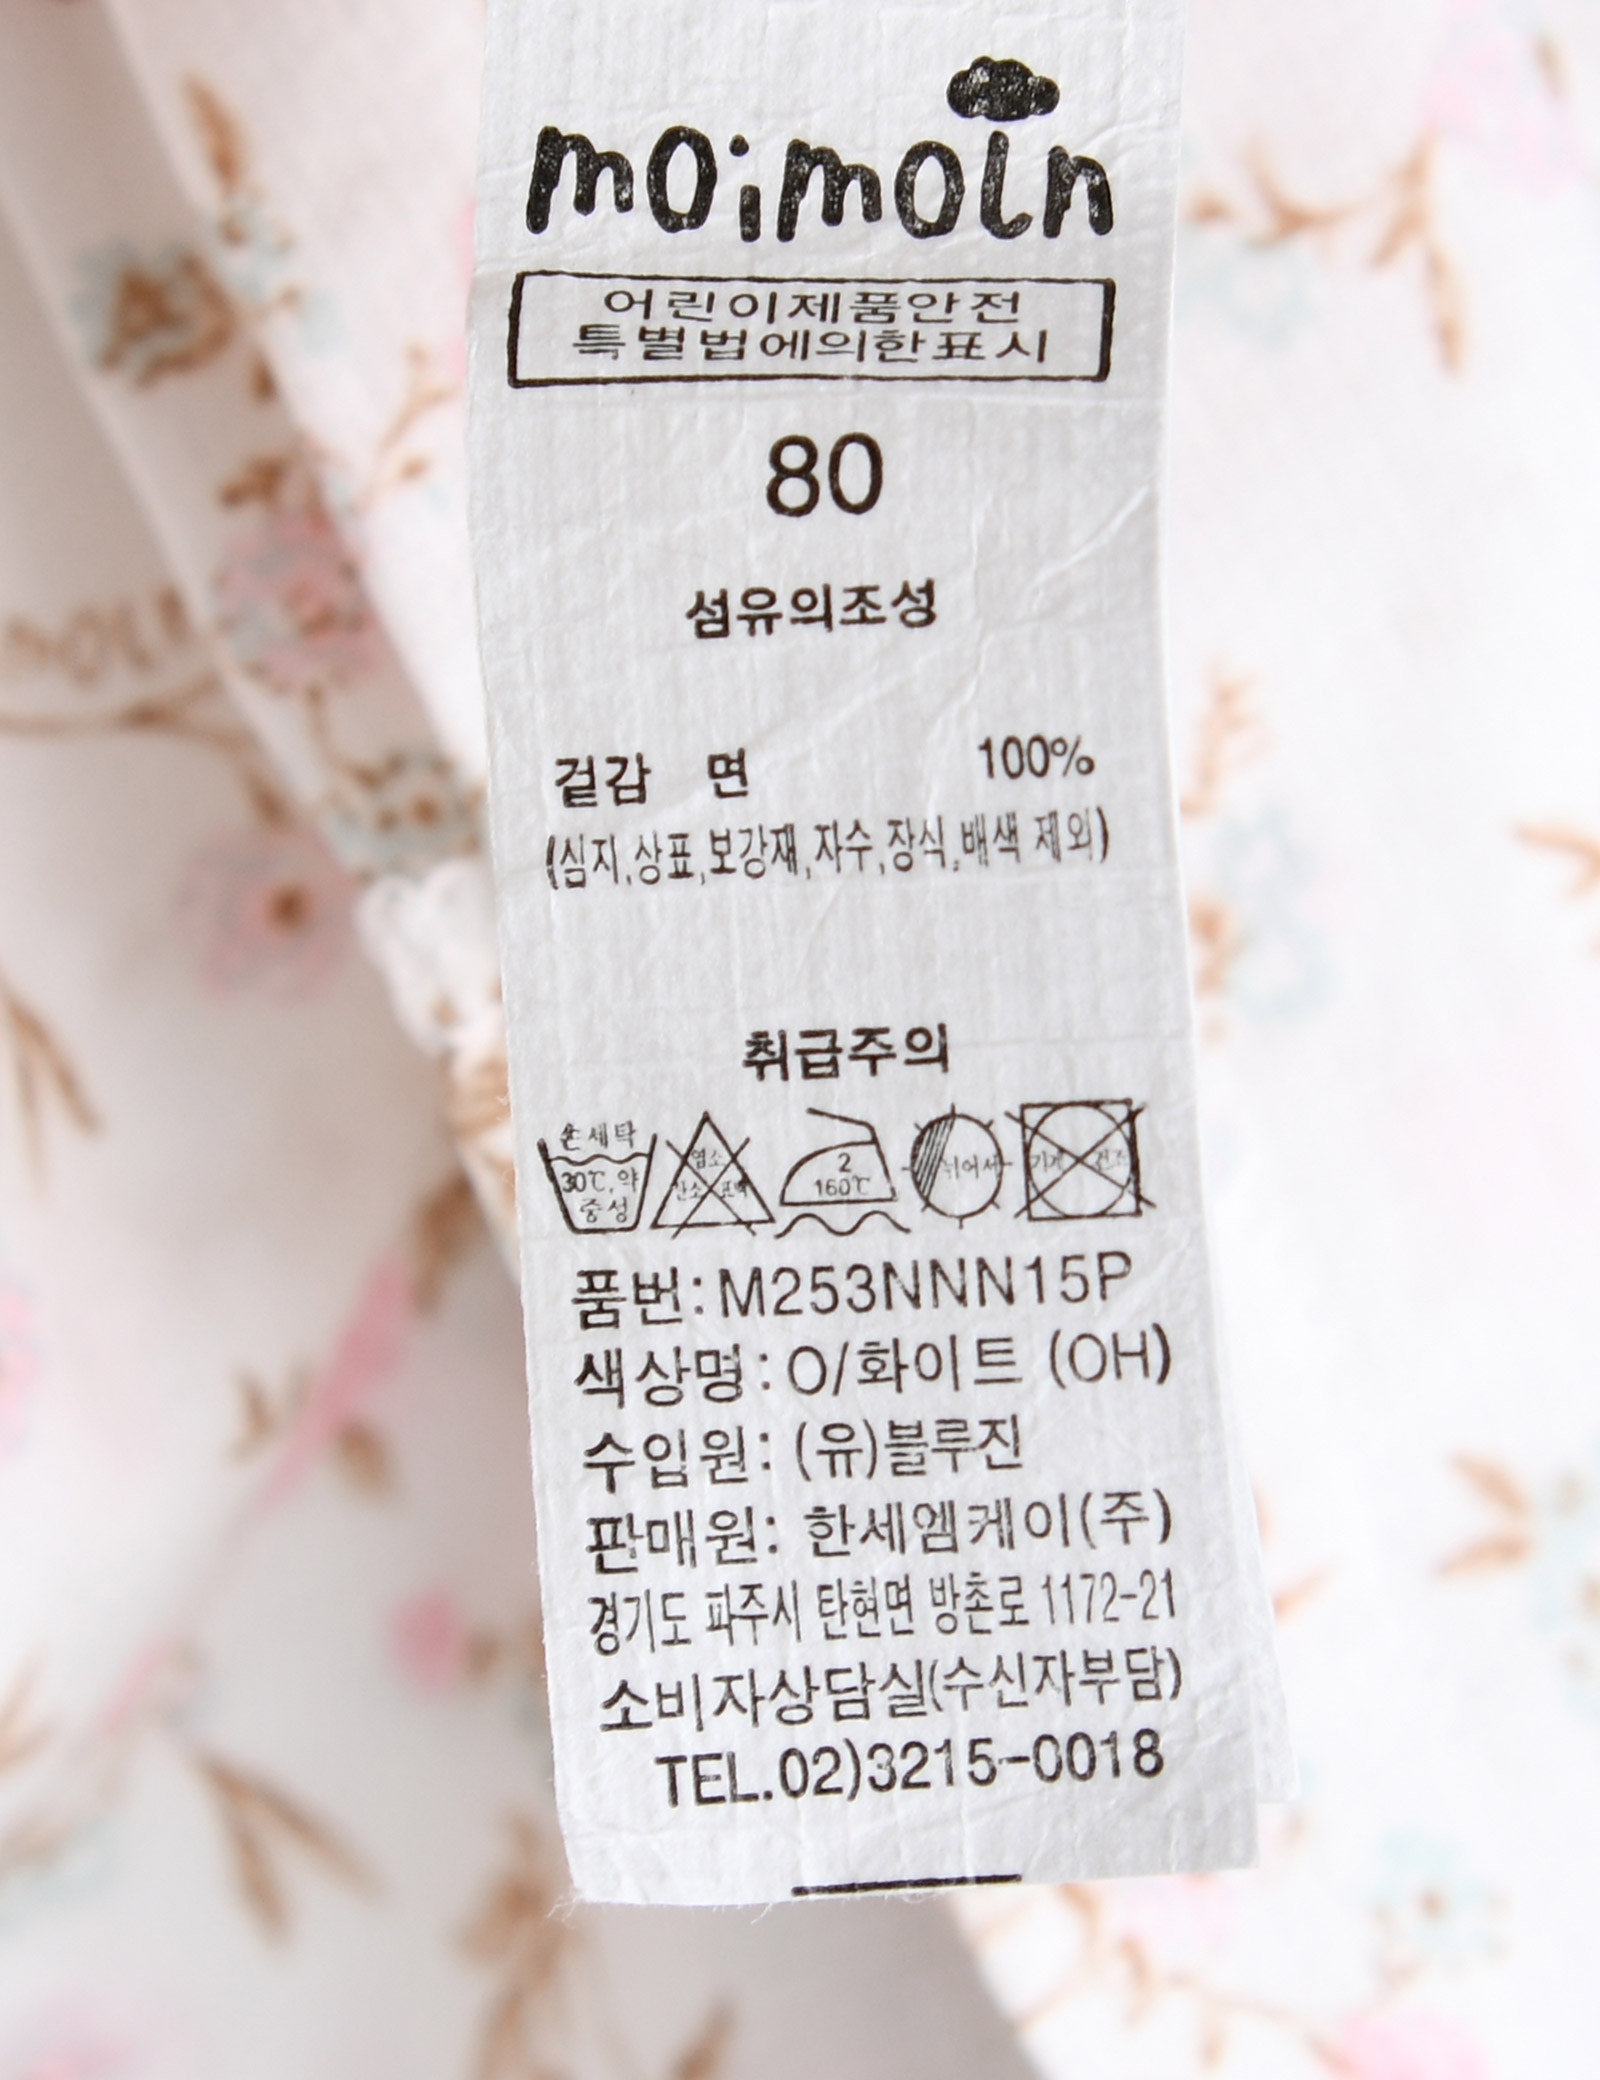 moimoln
어린이제품안전
특별법에의한표시
80
섬유의조성
겉감 면 100%
(심지,상표,보강재,자수,장식,배색 제외)
취급주의
손세탁
30℃,약
중성
염소
산소 표백
2
160℃
뉘어서
기계 건조
품번:M253NNN15P
색상명:O/화이트 (OH)
수입원: (유)블루진
판매원: 한세엠케이(주)
경기도 파주시 탄현면 방촌로 1172-21
소비자상담실(수신자부담)
TEL.02)3215-0018